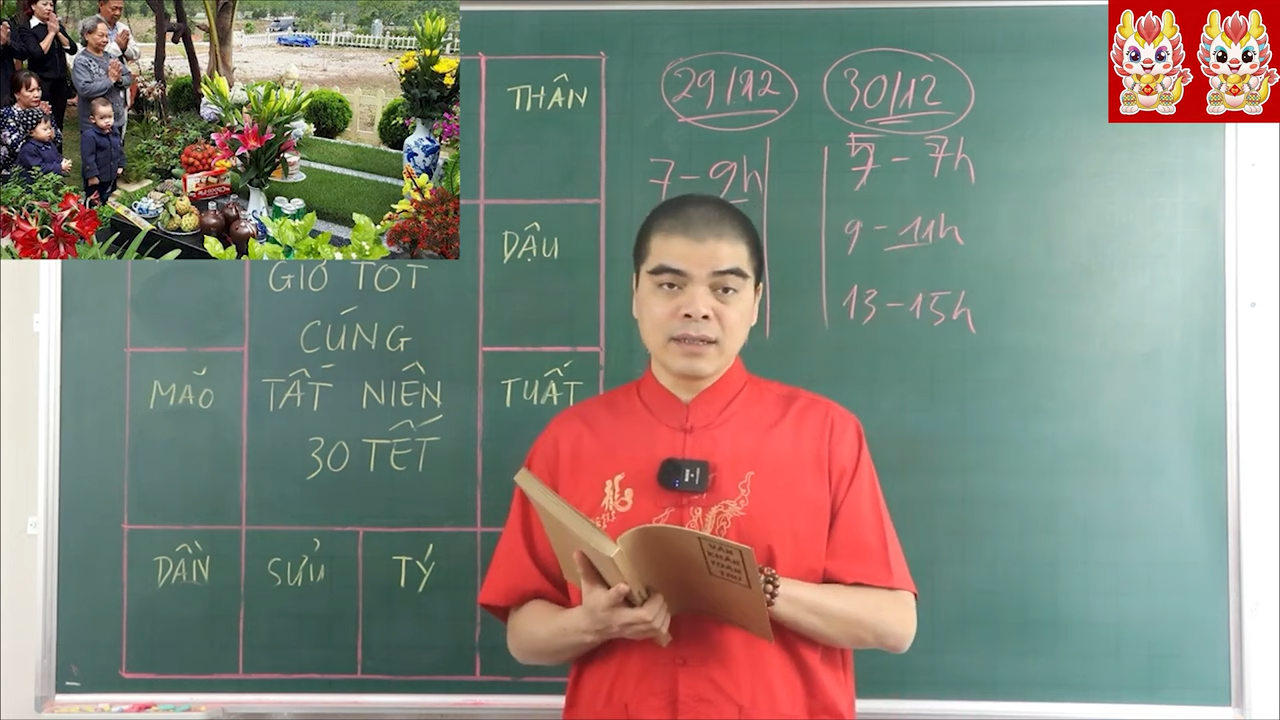 THÂN
29/12
30/12
7-9h
5-7h
DẬU
9-11h
GIỜ TỐT
13-15h
CÚNG
MÃO
TẤT NIÊN
TUẤT
30 TẾT
DẦN
SỬU
TÝ
VĂN
KHẤN
TOÀN
THƯ